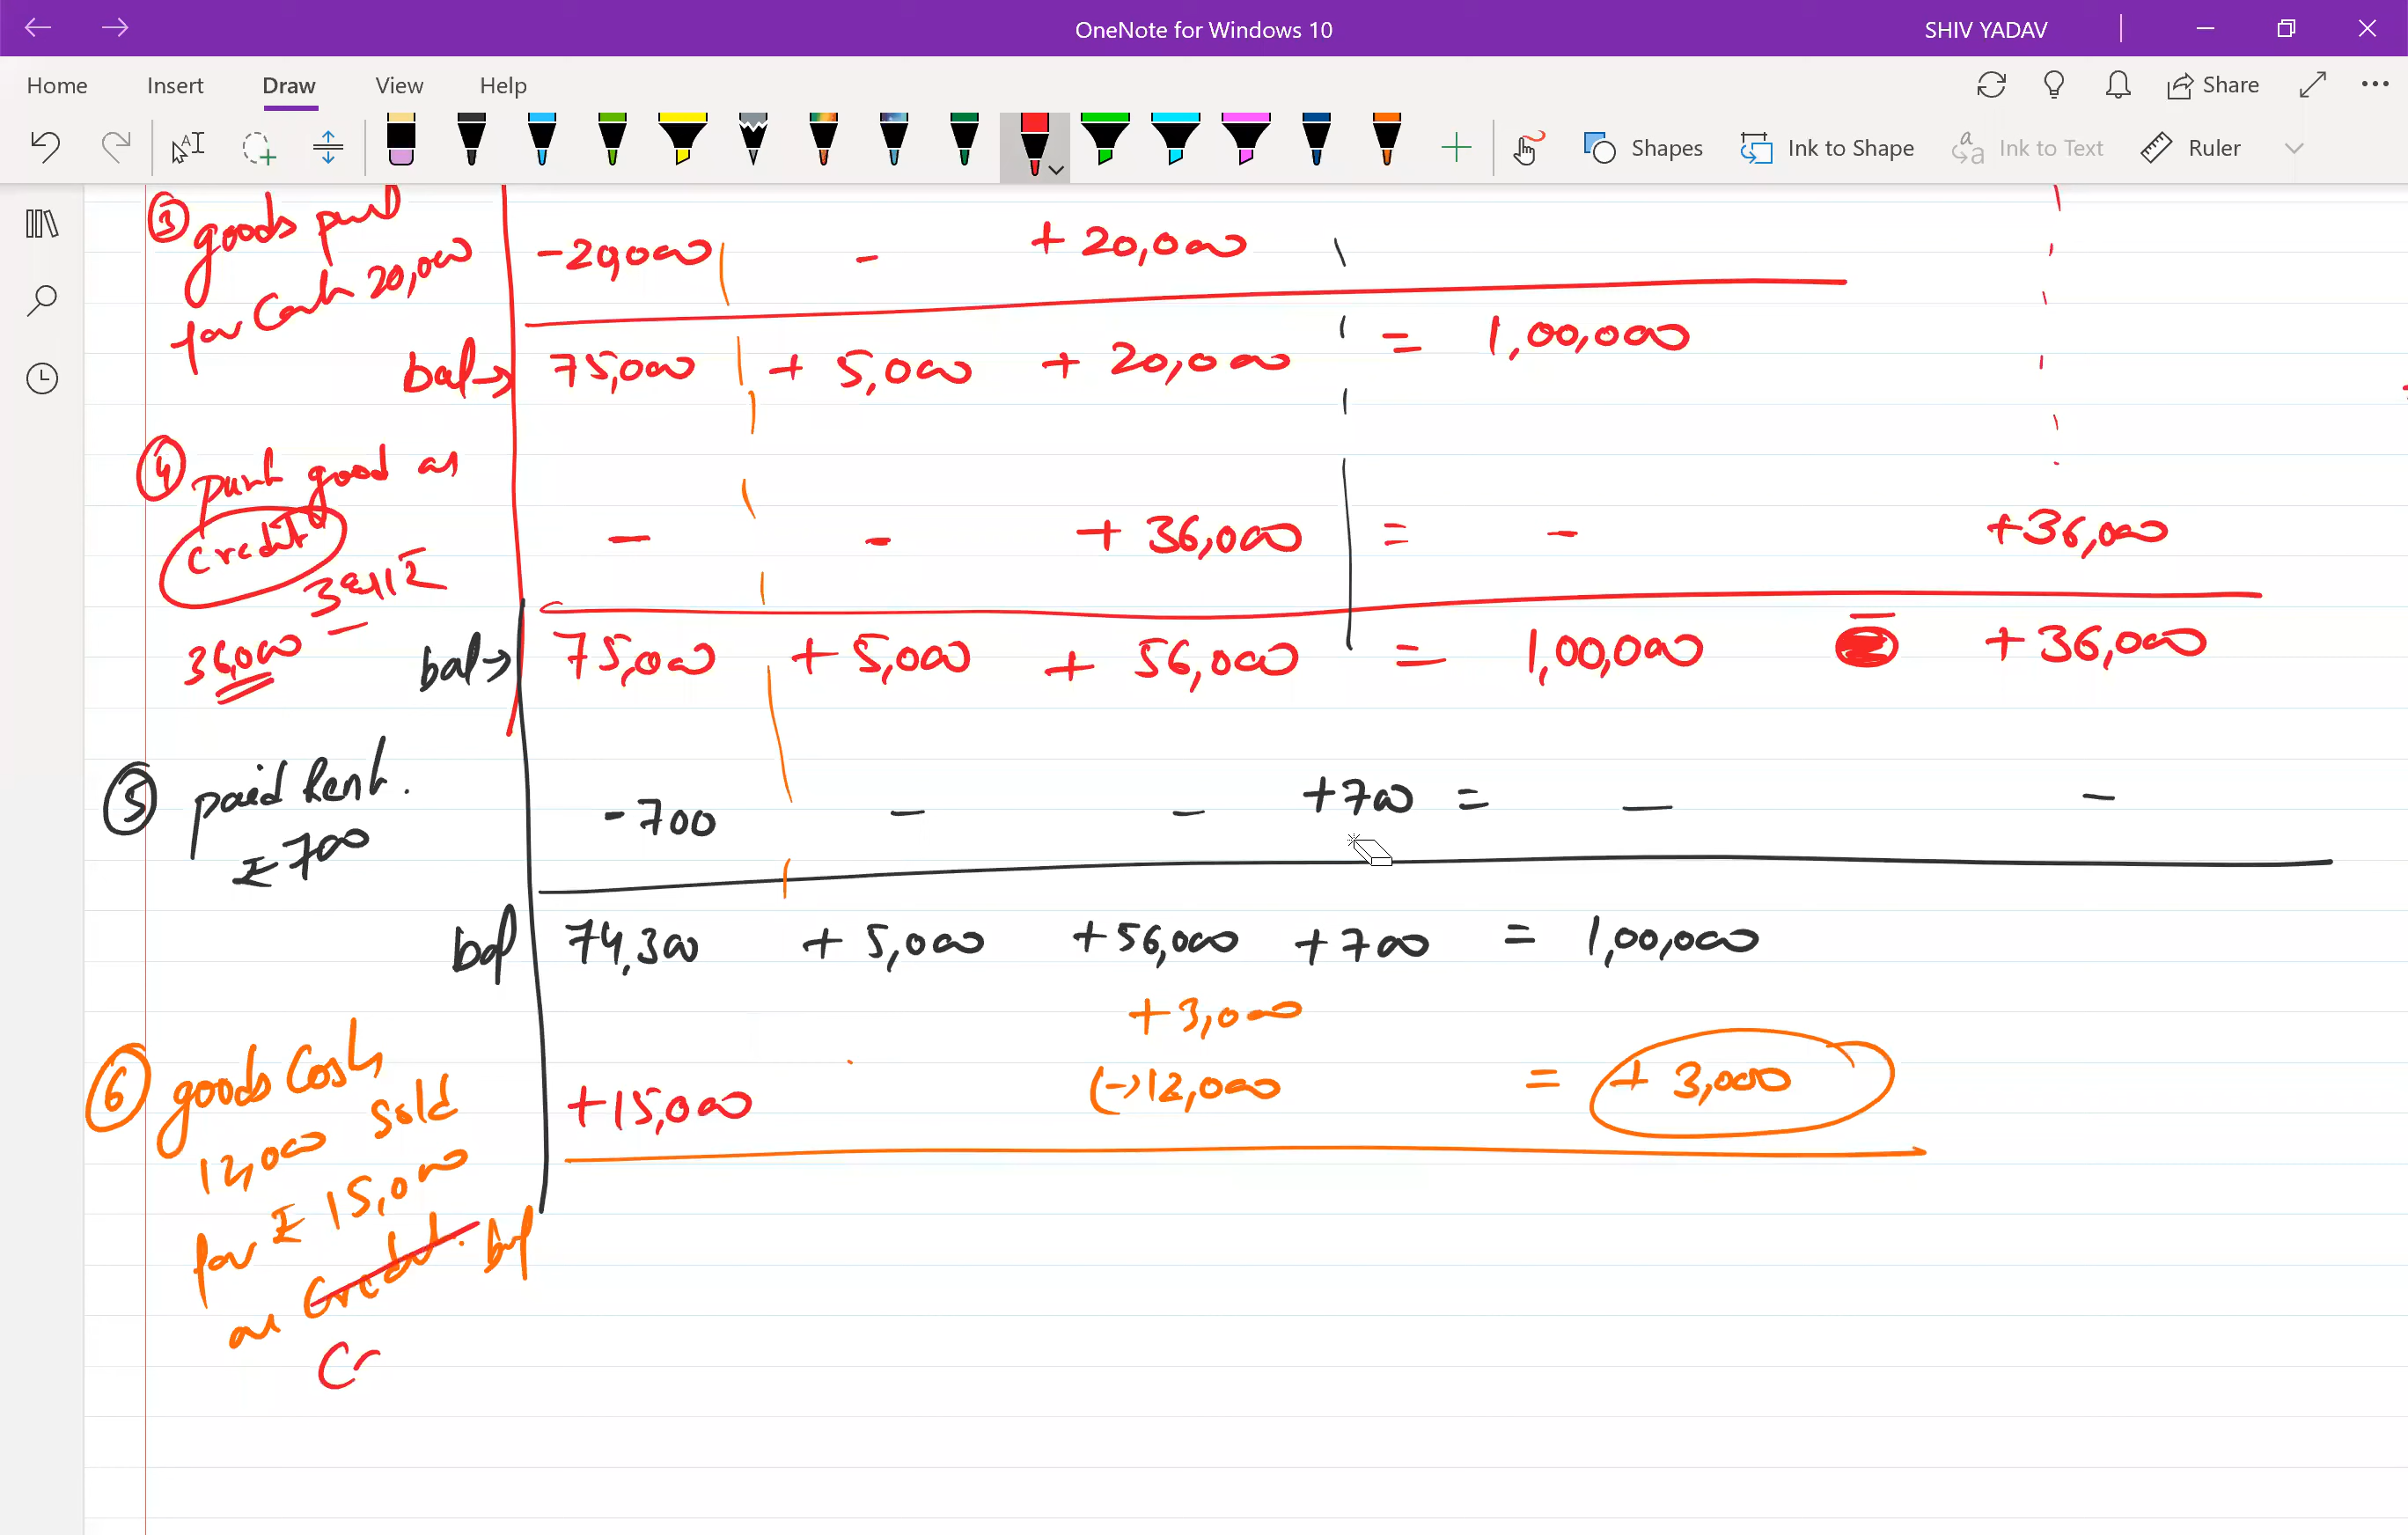 OneNote for Windows 10
SHIV YADAV
Home Insert Draw View Help
Share
Shapes Ink to Shape Ink to Text Ruler
③ goods
for Cash 20,000
-20,000 - + 20,000
bal→ 75,000 + 5,000 + 20,000 = 1,00,000
④ good as
Credit
36,000
- - + 36,000 = - +36,000
bal→ 75,000 + 5,000 + 56,000 = 1,00,000 + 36,000
⑤ paid Rent.
₹700
-700 - - +700 = - -
bal 74,300 + 5,000 +56,000 +700 = 1,00,000
+3,000
⑥ goods Cost
12,000 sold
for ₹ 15,000
on Credit. bal
C
+15,000 (-)12,000 = + 3,000